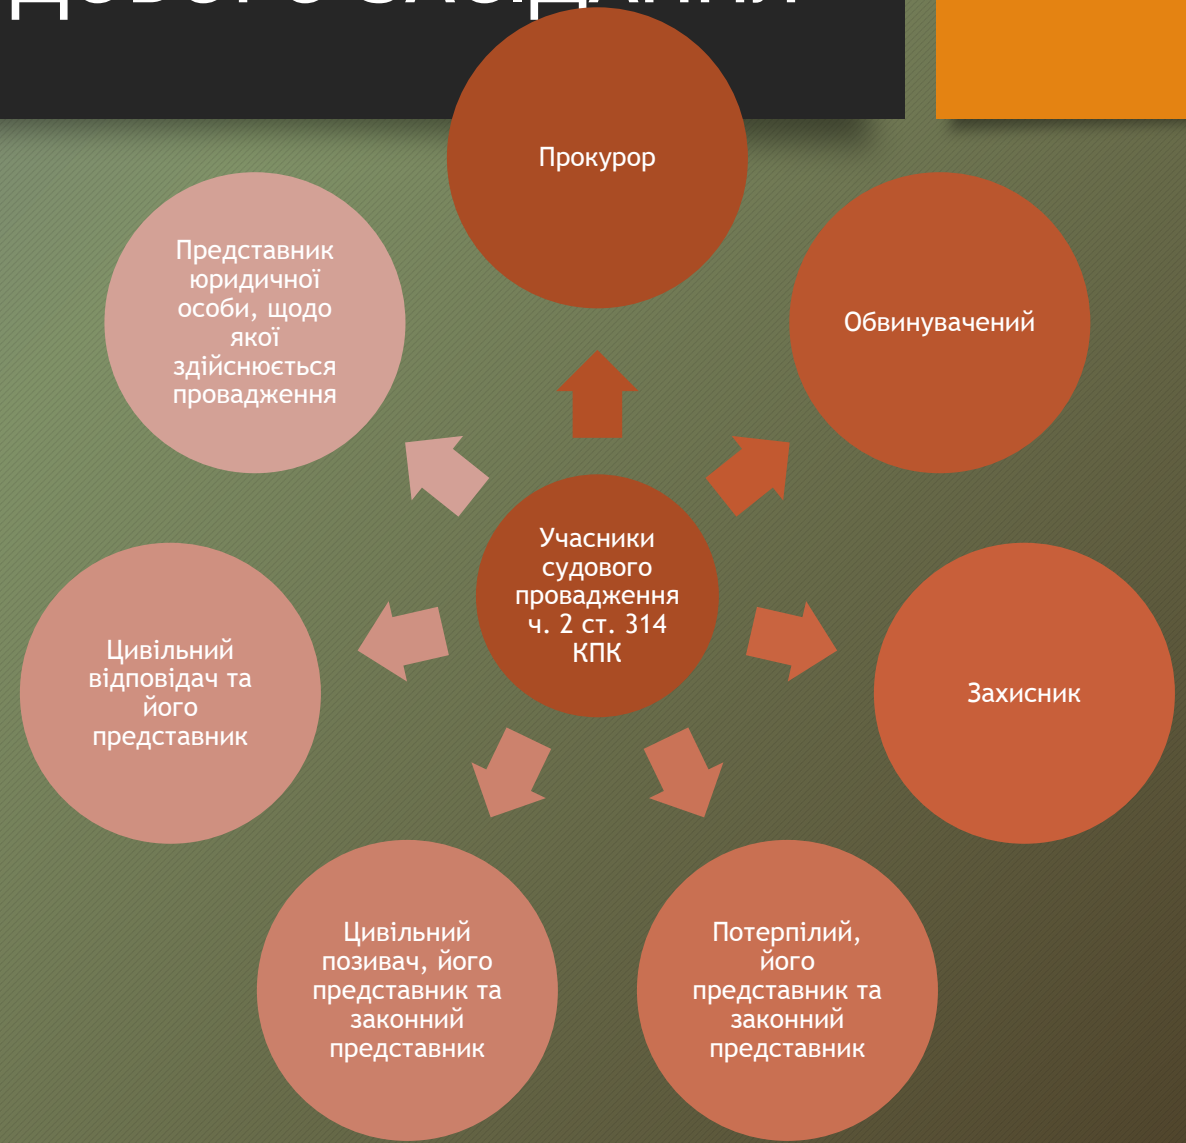 Прокурор
Представник
юридичної
особи, щодо
якої
здійснюється
провадження
Обвинувачений
Учасники
судового
провадження
ч. 2 ст. 314
КПК
Цивільний
відповідач та
його
представник
Захисник
Цивільний
позивач, його
представник та
законний
представник
Потерпілий,
його
представник та
законний
представник